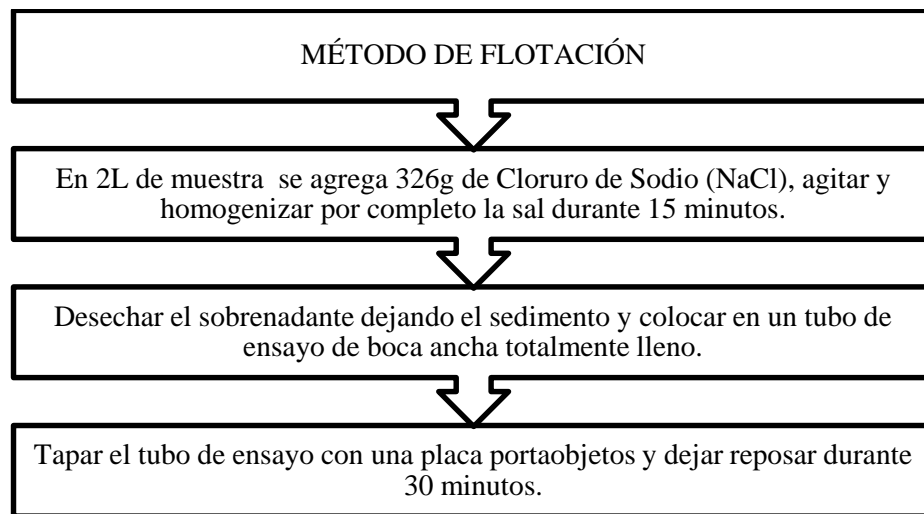 MÉTODO DE FLOTACIÓN
En 2L de muestra se agrega 326g de Cloruro de Sodio (NaCl), agitar y
homogenizar por completo la sal durante 15 minutos.
Desechar el sobrenadante dejando el sedimento y colocar en un tubo de
ensayo de boca ancha totalmente lleno.
Tapar el tubo de ensayo con una placa portaobjetos y dejar reposar durante
30 minutos.